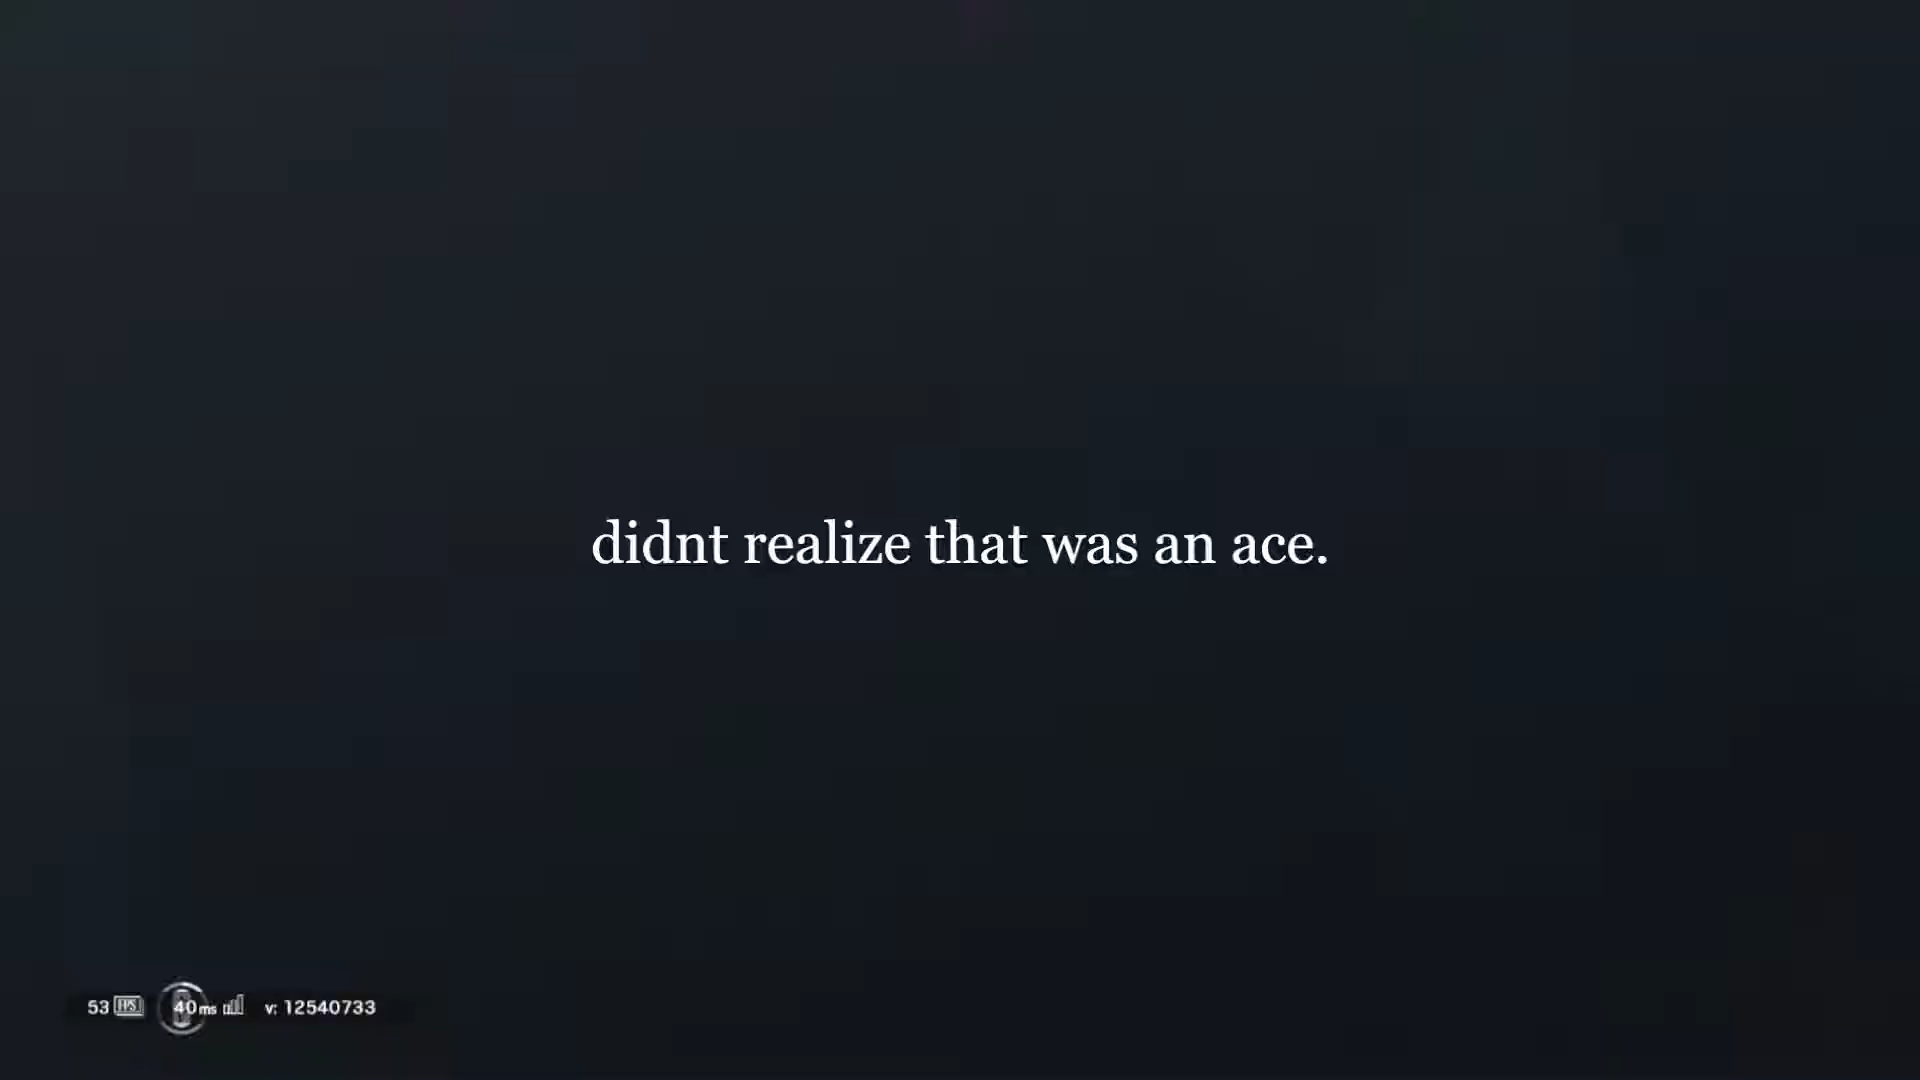 didnt realize that was an ace.
53 FPS 40ms v: 12540733